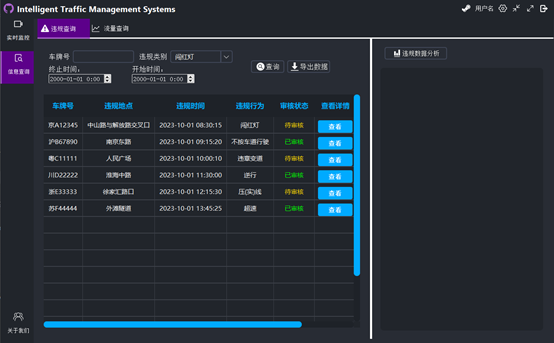 Intelligent Traffic Management Systems
用户名
实时监控
信息查询
关于我们
违规查询 流量查询
车牌号 违规类别 闯红灯
终止时间： 开始时间：
2000-01-01 0:00 2000-01-01 0:00
查询 导出数据
车牌号 违规地点 违规时间 违规行为 审核状态 查看详情
京A12345 中山路与解放路交叉口 2023-10-01 08:30:15 闯红灯 待审核 查看
沪B67890 南京东路 2023-10-01 09:15:20 不按车道行驶 已审核 查看
粤C11111 人民广场 2023-10-01 10:00:10 违章变道 待审核 查看
川D22222 淮海中路 2023-10-01 11:30:00 逆行 已审核 查看
浙E33333 徐家汇路口 2023-10-01 12:15:30 压(实)线 待审核 查看
苏F44444 外滩隧道 2023-10-01 13:45:25 超速 已审核 查看
违规数据分析